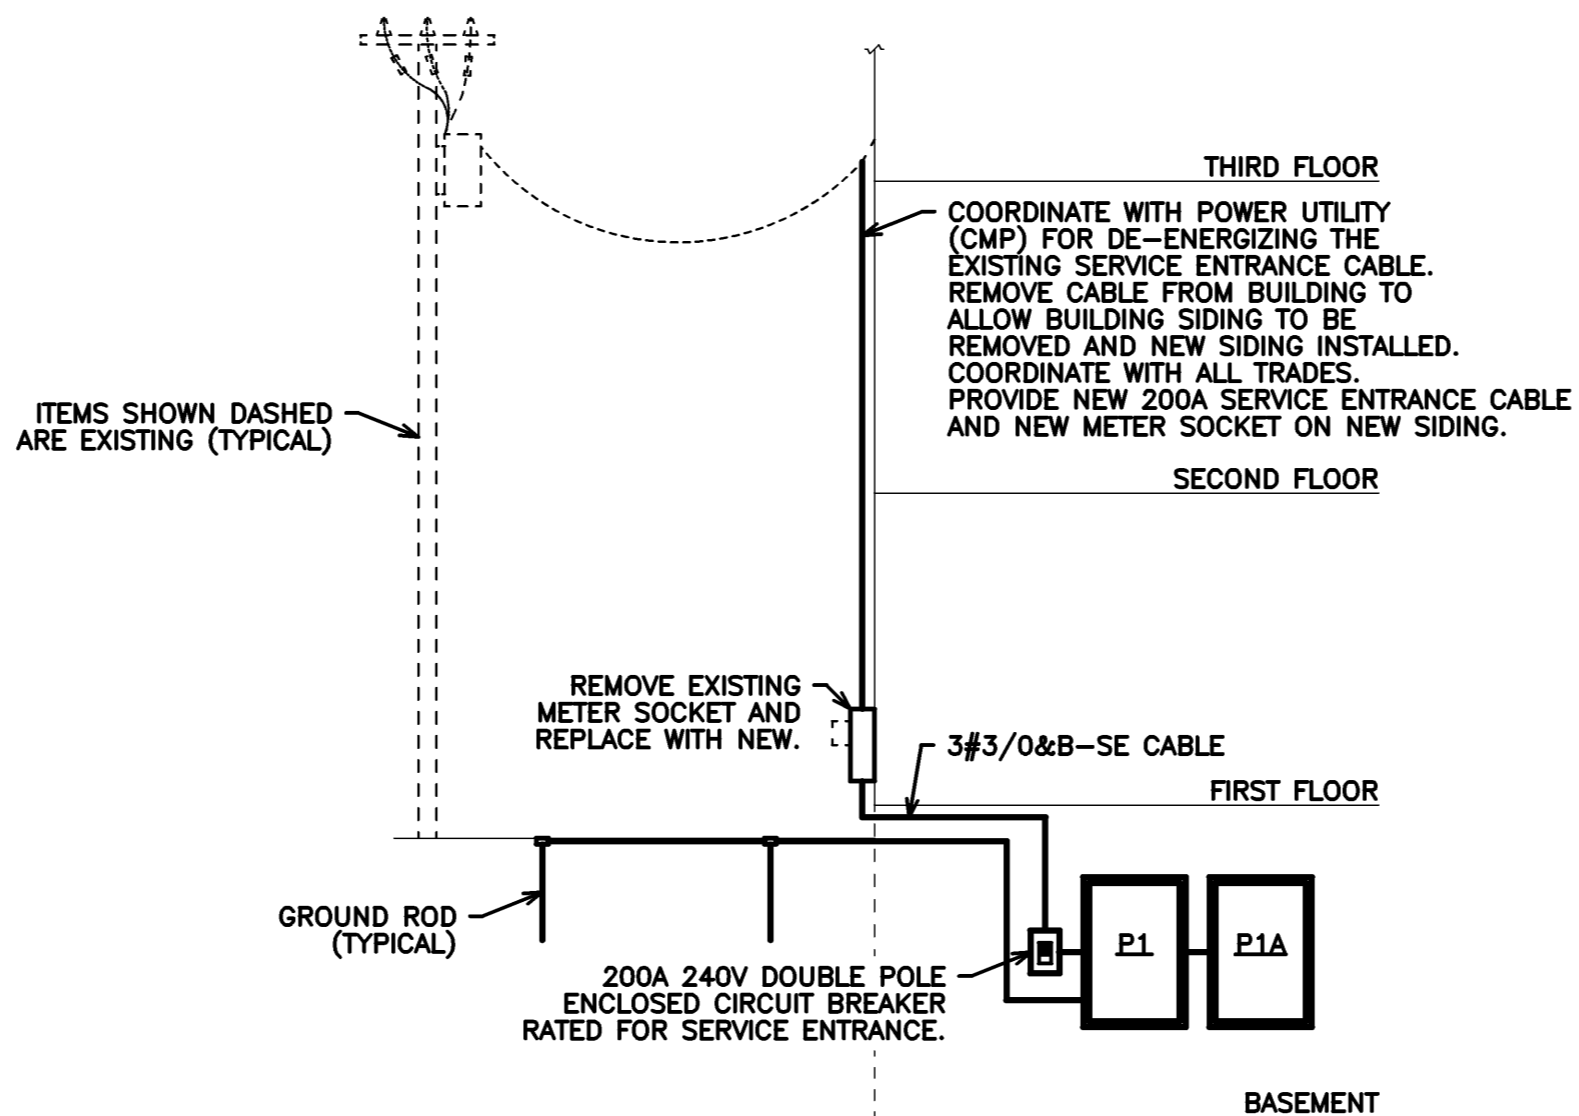 THIRD FLOOR
COORDINATE WITH POWER UTILITY
(CMP) FOR DE-ENERGIZING THE
EXISTING SERVICE ENTRANCE CABLE.
REMOVE CABLE FROM BUILDING TO
ALLOW BUILDING SIDING TO BE
REMOVED AND NEW SIDING INSTALLED.
COORDINATE WITH ALL TRADES.
PROVIDE NEW 200A SERVICE ENTRANCE CABLE
AND NEW METER SOCKET ON NEW SIDING.
ITEMS SHOWN DASHED
ARE EXISTING (TYPICAL)
SECOND FLOOR
REMOVE EXISTING
METER SOCKET AND
REPLACE WITH NEW.
3#3/0&B-SE CABLE
FIRST FLOOR
GROUND ROD
(TYPICAL)
P1
P1A
200A 240V DOUBLE POLE
ENCLOSED CIRCUIT BREAKER
RATED FOR SERVICE ENTRANCE.
BASEMENT